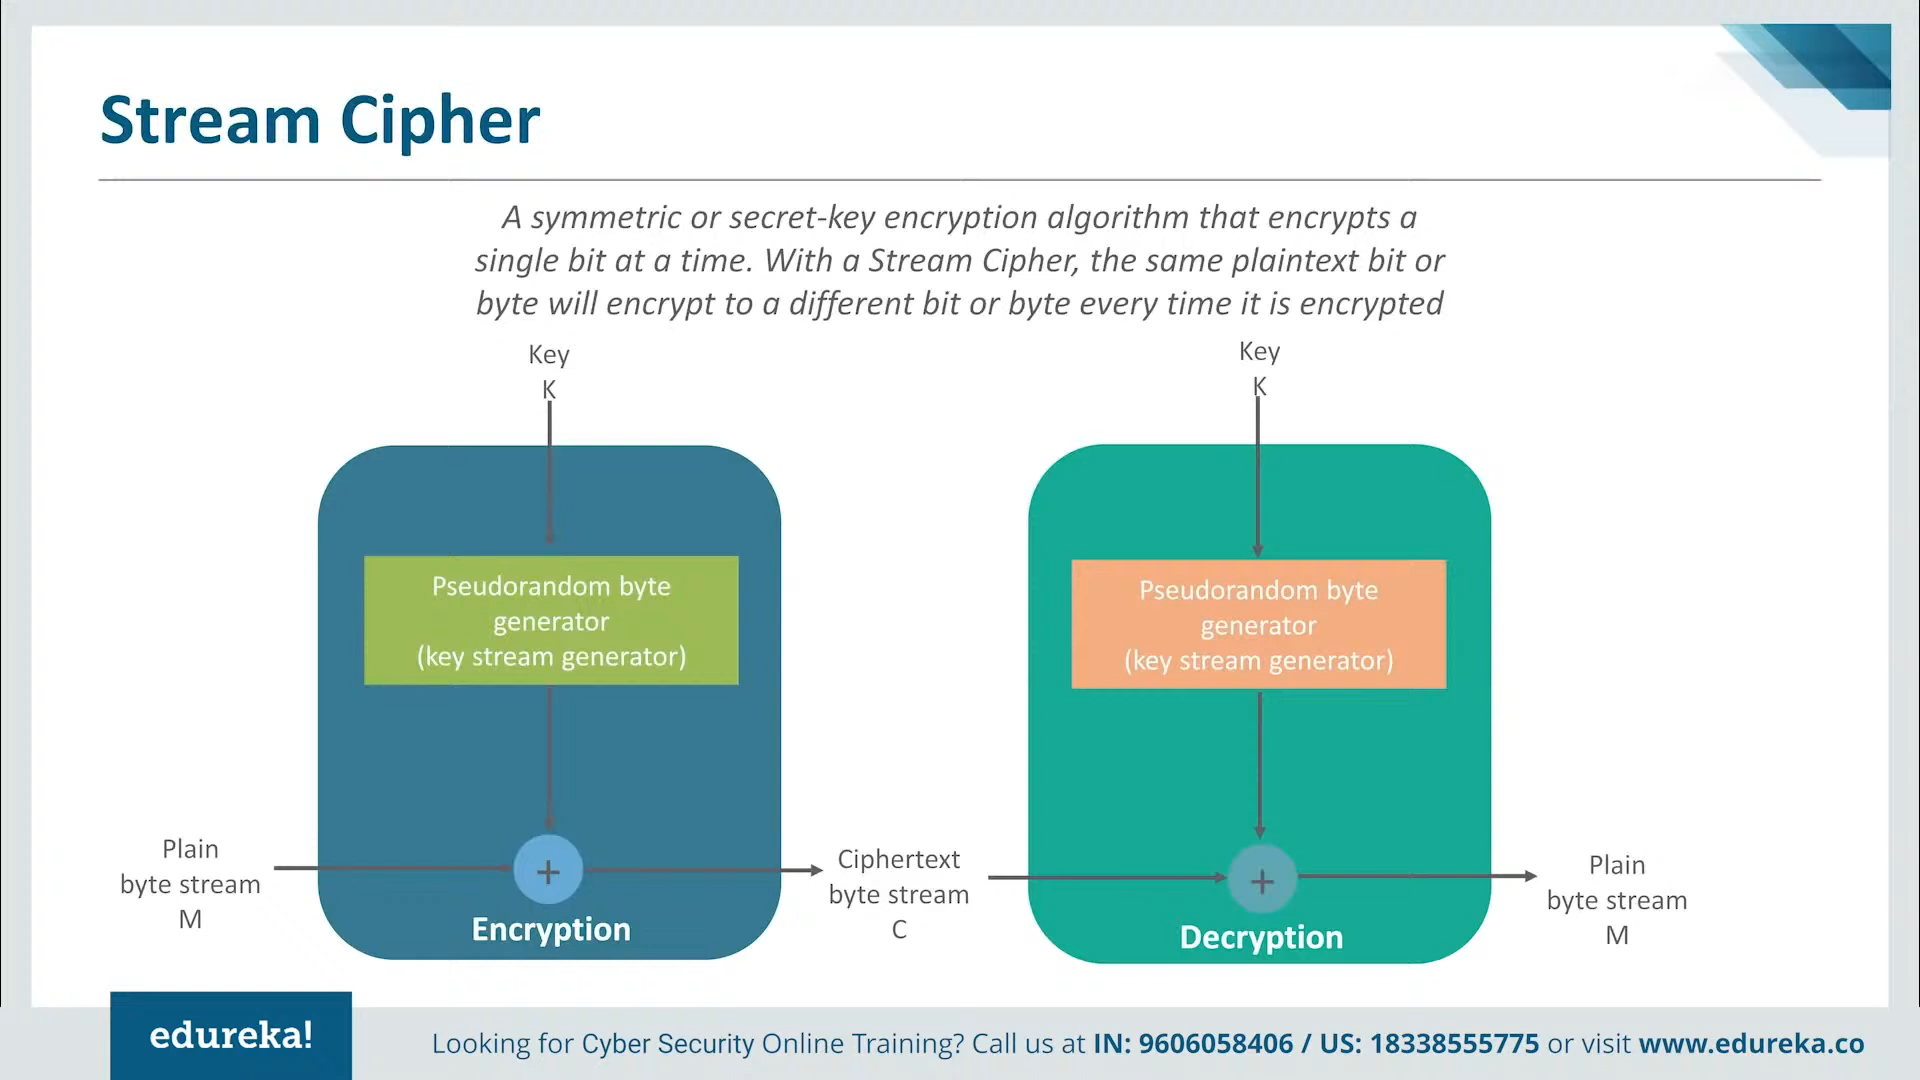 Stream Cipher
A symmetric or secret-key encryption algorithm that encrypts a
single bit at a time. With a Stream Cipher, the same plaintext bit or
byte will encrypt to a different bit or byte every time it is encrypted
Key
K
Pseudorandom byte
generator
(key stream generator)
Plain
byte stream
M
+
Encryption
Ciphertext
byte stream
C
Key
K
Pseudorandom byte
generator
(key stream generator)
+
Decryption
Plain
byte stream
M
edureka!
Looking for Cyber Security Online Training? Call us at IN: 9606058406 / US: 18338555775 or visit www.edureka.co